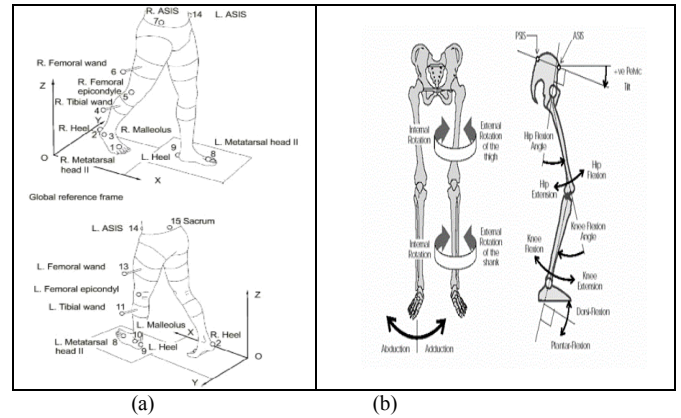 R. ASIS
7
14
L. ASIS
R. Femoral wand
6
Z
R. Femoral
epicondyle
5
R. Tibial wand
4
Y
R. Heel
2
3
R. Malleolus
1
O
R. Metatarsal
head II
L. Heel
9
L. Metatarsal
head II
8
X
Global reference frame
L. ASIS
14
15 Sacrum
L. Femoral wand
13
L. Femoral epicondyl
L. Tibial wand
11
Z
L. Malleolus
X
R. Heel
2
L. Metatarsal
head II
8
10
L. Heel
9
O
Y
PSIS
ASIS
+ve Pelvic
Tilt
Internal
Rotation
External
Rotation
of the
thigh
Hip Flexion
Angle
Hip
Flexion
Hip
Extension
Internal
Rotation
External
Rotation
of the
shank
Knee
Flexion
Knee Flexion
Angle
Knee
Extension
Dorsi-Flexion
Plantar-Flexion
Abduction
Adduction
(a)
(b)